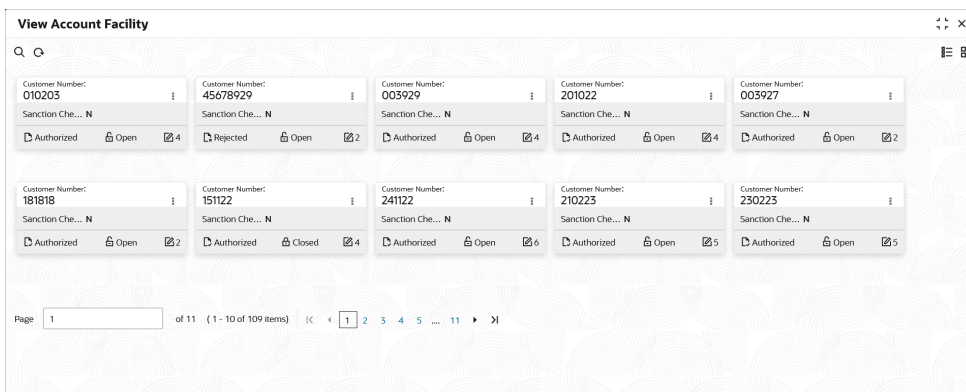 View Account Facility
Customer Number: Customer Number: Customer Number: Customer Number: Customer Number:
010203 45678929 003929 201022 003927
Sanction Che... N Sanction Che... N Sanction Che... N Sanction Che... N Sanction Che... N
Authorized Open 4 Rejected Open 2 Authorized Open 4 Authorized Open 4 Authorized Open 2
Customer Number: Customer Number: Customer Number: Customer Number: Customer Number:
181818 151122 241122 210223 230223
Sanction Che... N Sanction Che... N Sanction Che... N Sanction Che... N Sanction Che... N
Authorized Open 2 Authorized Closed 4 Authorized Open 6 Authorized Open 5 Authorized Open 5
Page 1 of 11 ( 1 - 10 of 109 items) 1 2 3 4 5 .... 11